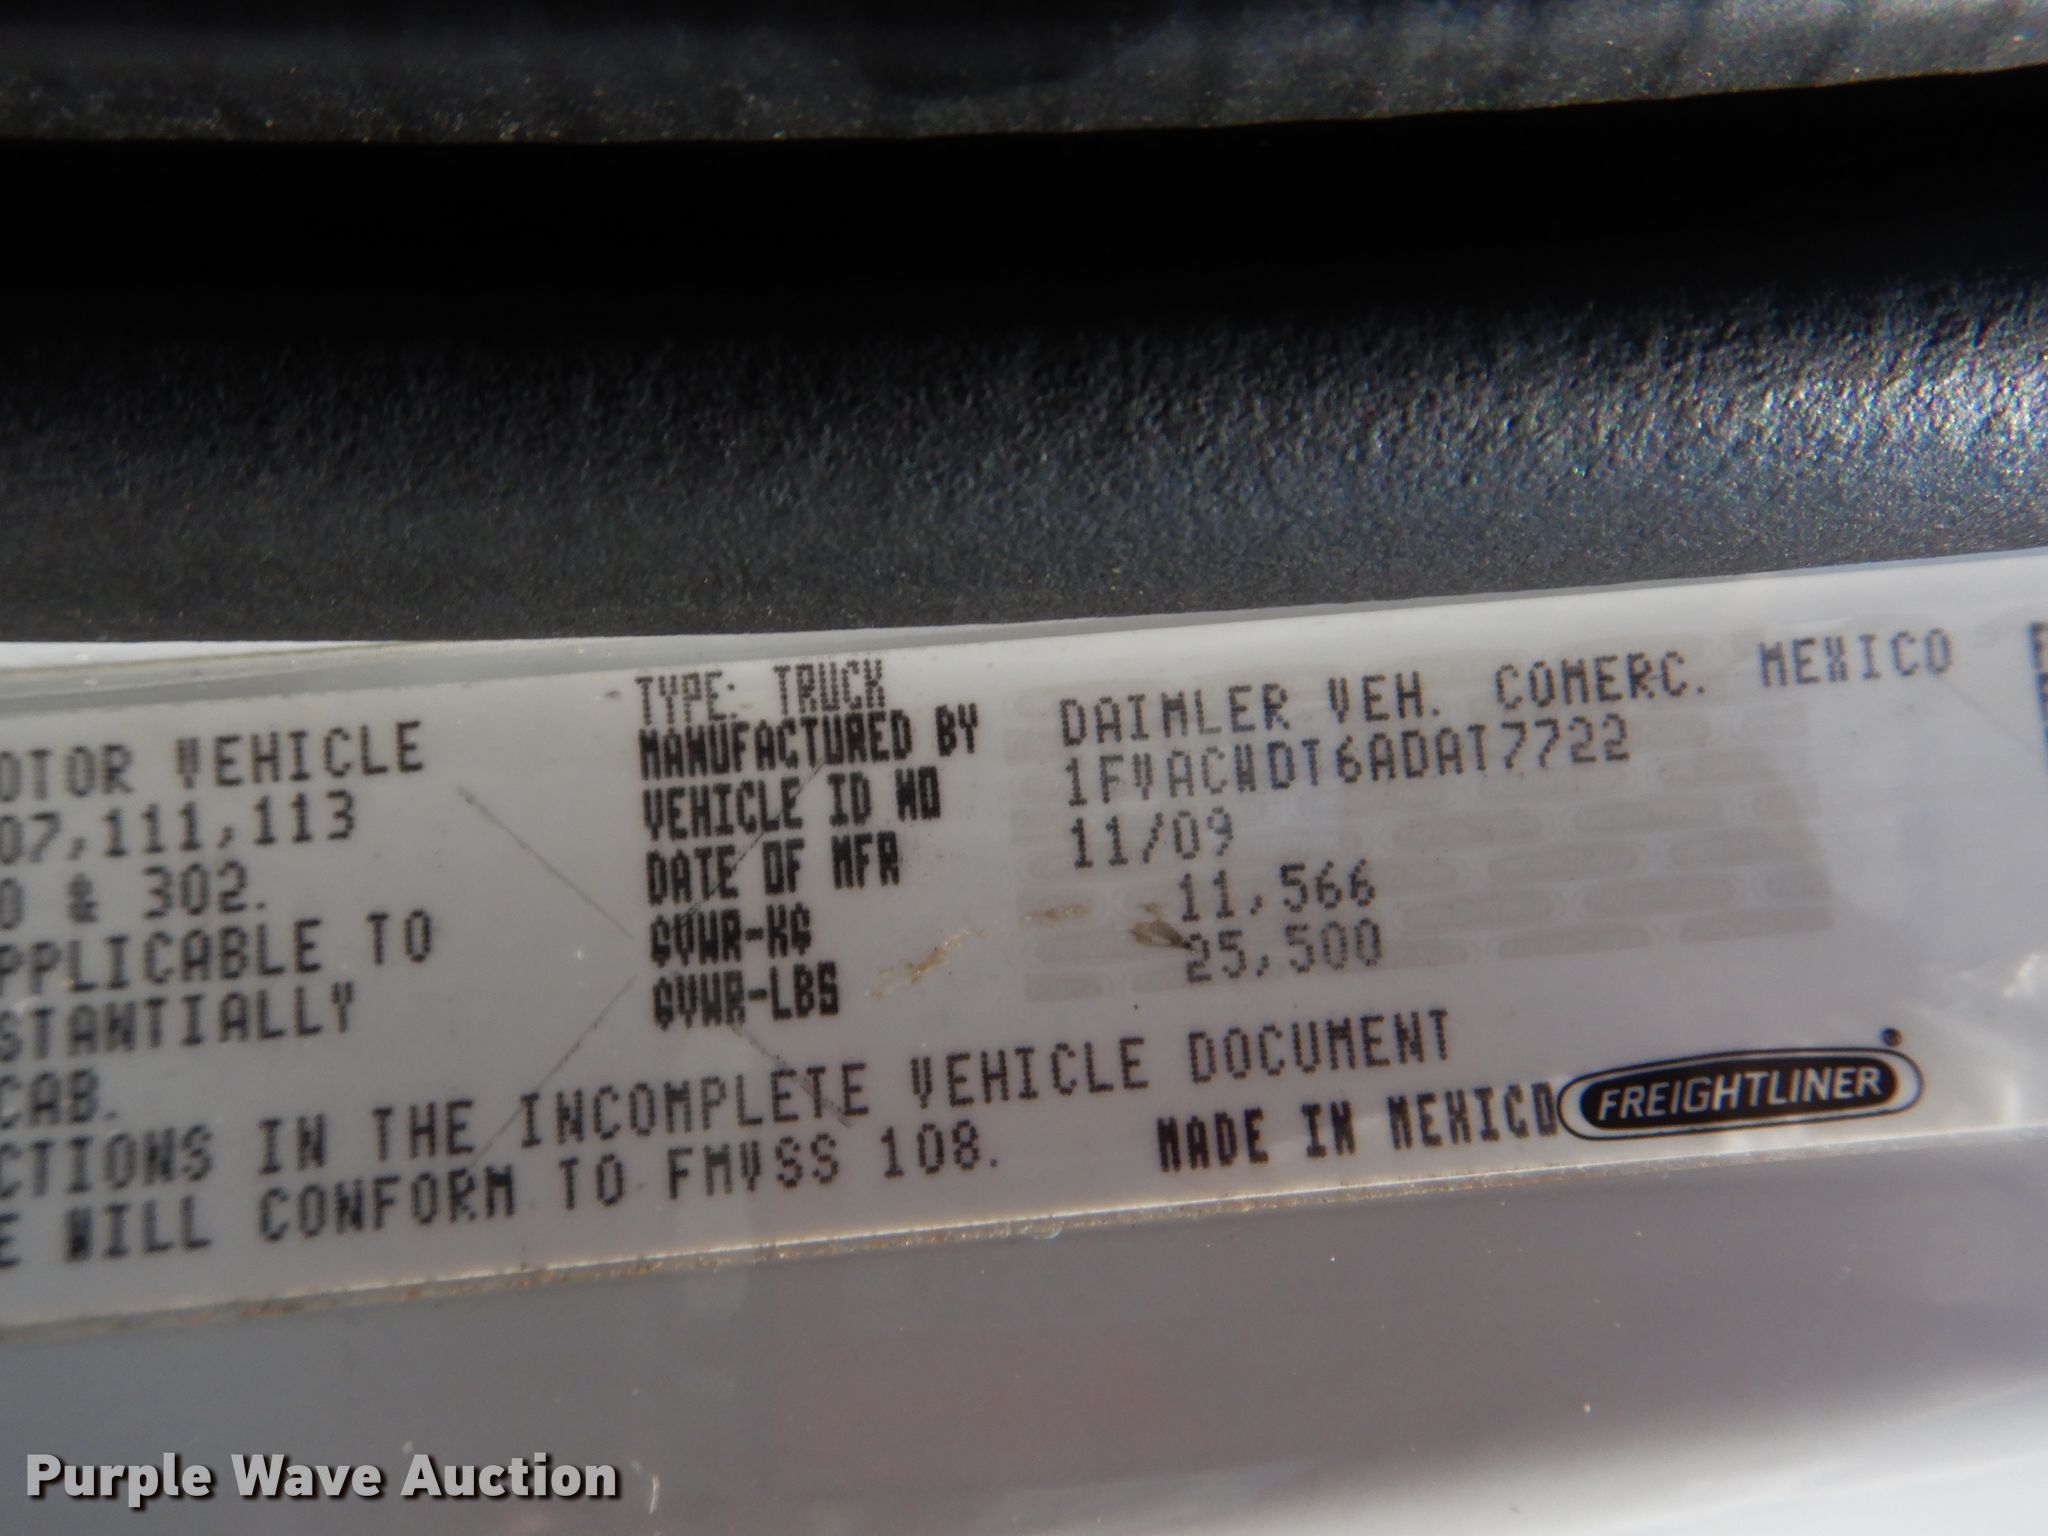 TYPE: TRUCK
MANUFACTURED BY DAIMLER VEH. COMERC. MEXICO
VEHICLE ID NO 1FVACWDT6ADAT7722
DATE OF MFR 11/09
GVWR-KG 11,566
GVWR-LBS 25,500
OTOR VEHICLE
07,111,113
D # 302.
PPLICABLE TO
STANTIALLY
CAB.
CTIONS IN THE INCOMPLETE VEHICLE DOCUMENT
E WILL CONFORM TO FMVSS 108.
MADE IN MEXICO FREIGHTLINER
Purple Wave Auction